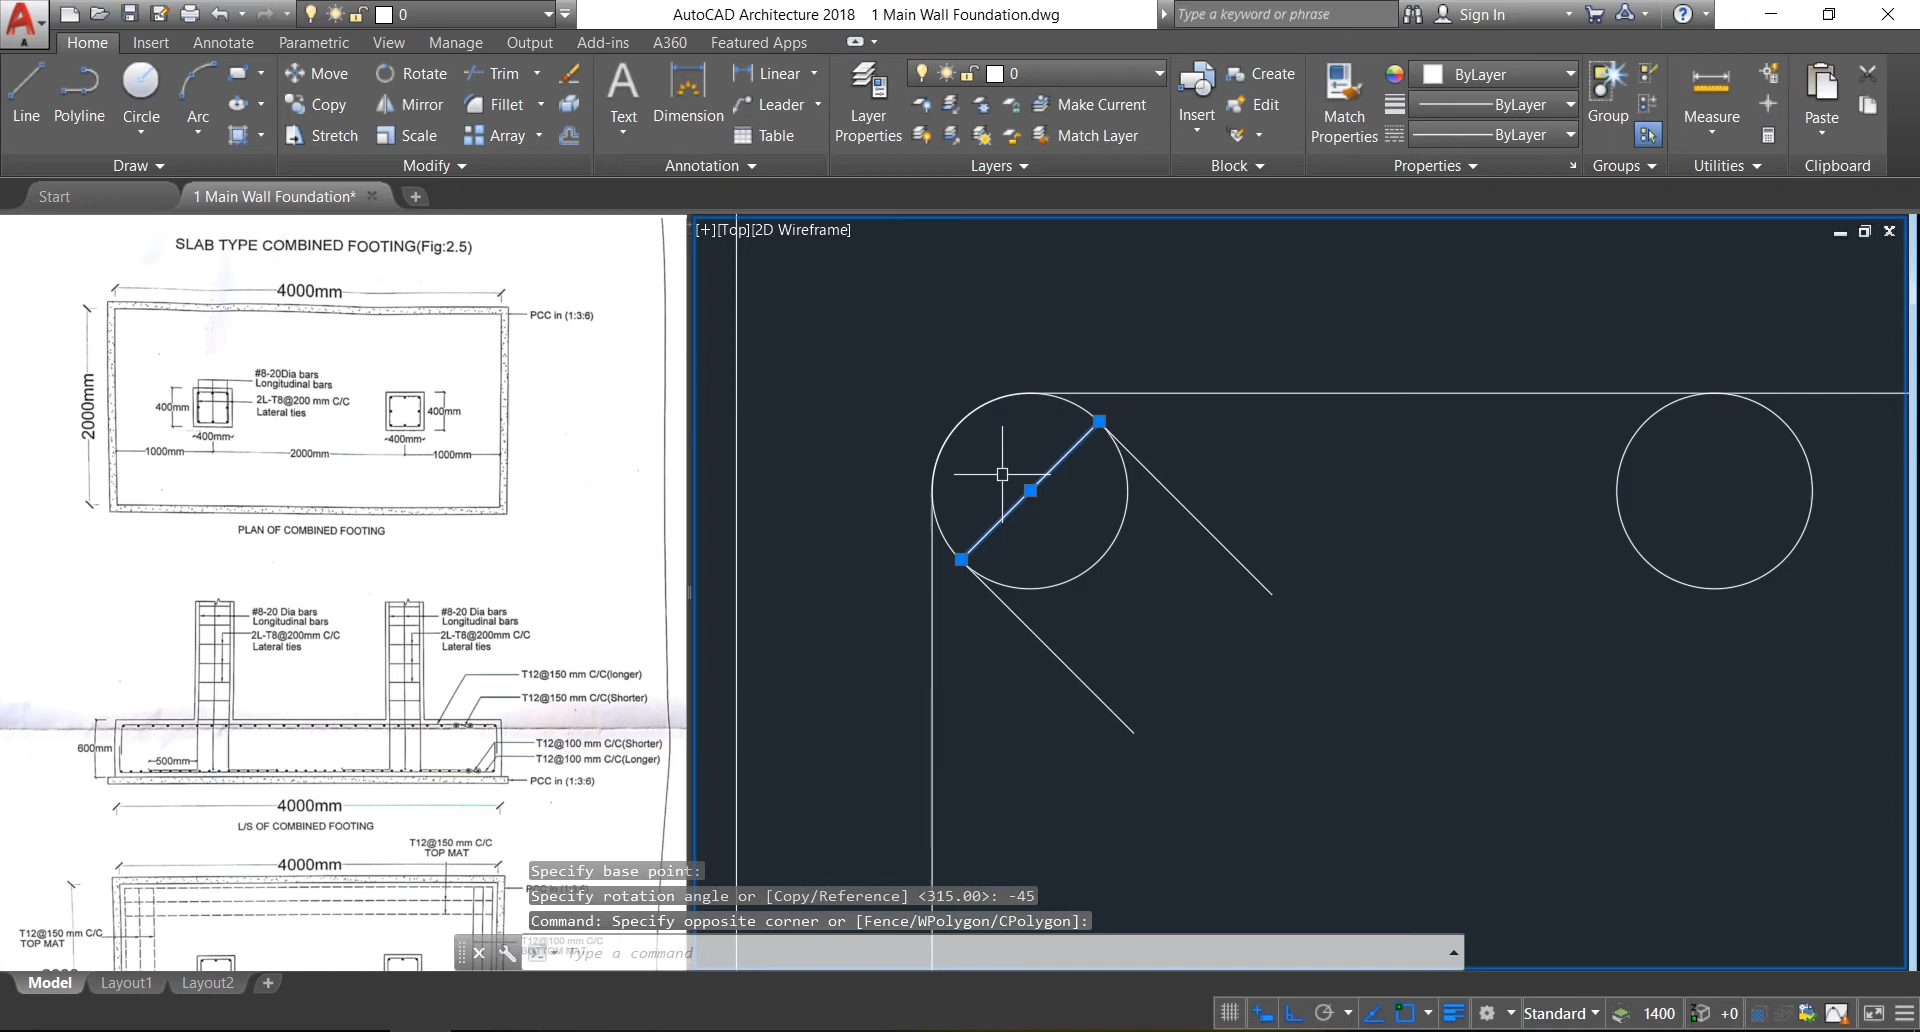 0
AutoCAD Architecture 2018 1 Main Wall Foundation.dwg
Type a keyword or phrase
Sign In
Home Insert Annotate Parametric View Manage Output Add-ins A360 Featured Apps
Line
Polyline
Circle
Arc
Draw
Move
Rotate
Trim
Copy
Mirror
Fillet
Stretch
Scale
Array
Modify
Text
Dimension
Linear
Leader
Table
Annotation
Layer Properties
0
Make Current
Match Layer
Layers
Insert
Create
Edit
Block
Match Properties
ByLayer
ByLayer
ByLayer
Properties
Group
Groups
Measure
Utilities
Paste
Clipboard
Start
1 Main Wall Foundation*
SLAB TYPE COMBINED FOOTING(Fig:2.5)
4000mm
PCC in (1:3:6)
2000mm
#8-20Dia bars
Longitudinal bars
2L-T8@200 mm C/C
Lateral ties
400mm
400mm
~400mm~
~400mm~
1000mm
2000mm
1000mm
PLAN OF COMBINED FOOTING
#8-20 Dia bars
Longitudinal bars
2L-T8@200mm C/C
Lateral ties
#8-20 Dia bars
Longitudinal bars
2L-T8@200mm C/C
Lateral ties
T12@150 mm C/C(longer)
T12@150 mm C/C(Shorter)
600mm
500mm
T12@100 mm C/C(Shorter)
T12@100 mm C/C(Longer)
PCC in (1:3:6)
4000mm
L/S OF COMBINED FOOTING
T12@150 mm C/C
TOP MAT
4000mm
T12@150 mm C/C
TOP MAT
T12@100 mm C/C
BOTTOM MAT
[+][Top][2D Wireframe]
Specify base point:
Specify rotation angle or [Copy/Reference] <315.00>: -45
Command: Specify opposite corner or [Fence/WPolygon/CPolygon]:
Type a command
Model Layout1 Layout2
Standard
1400
+0